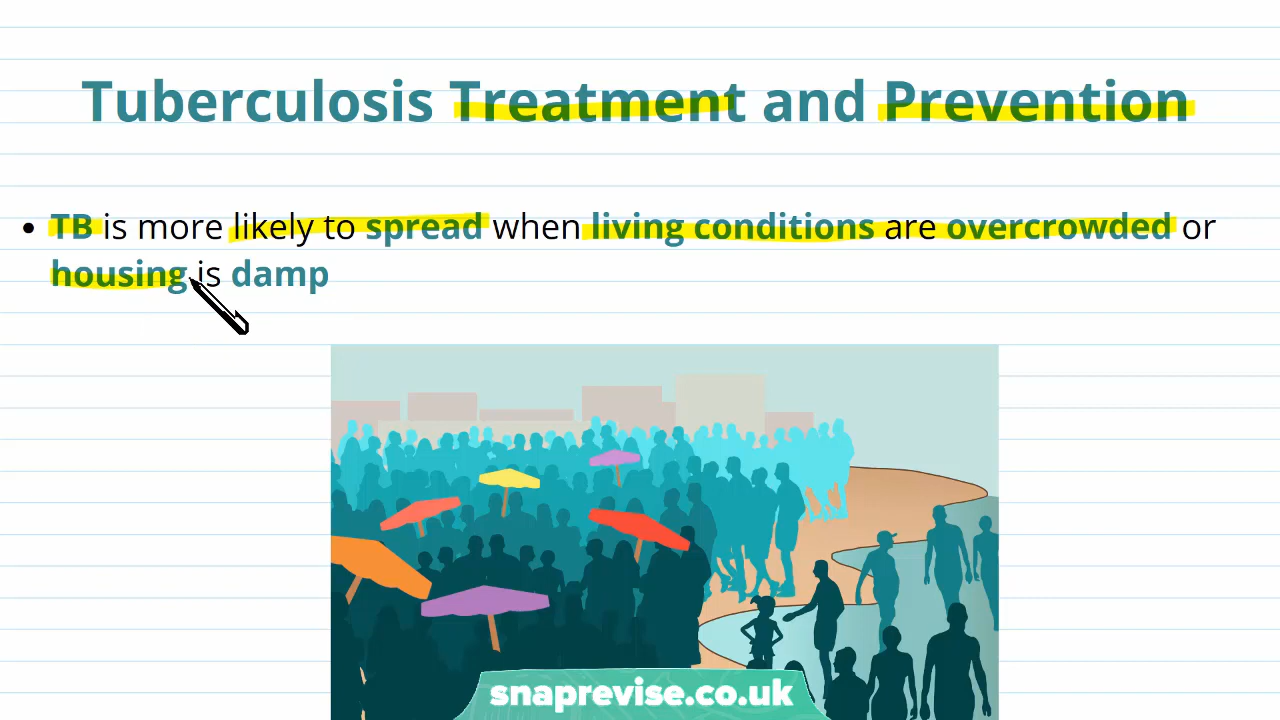 Tuberculosis Treatment and Prevention
• TB is more likely to spread when living conditions are overcrowded or
housing is damp
snaprevise.co.uk